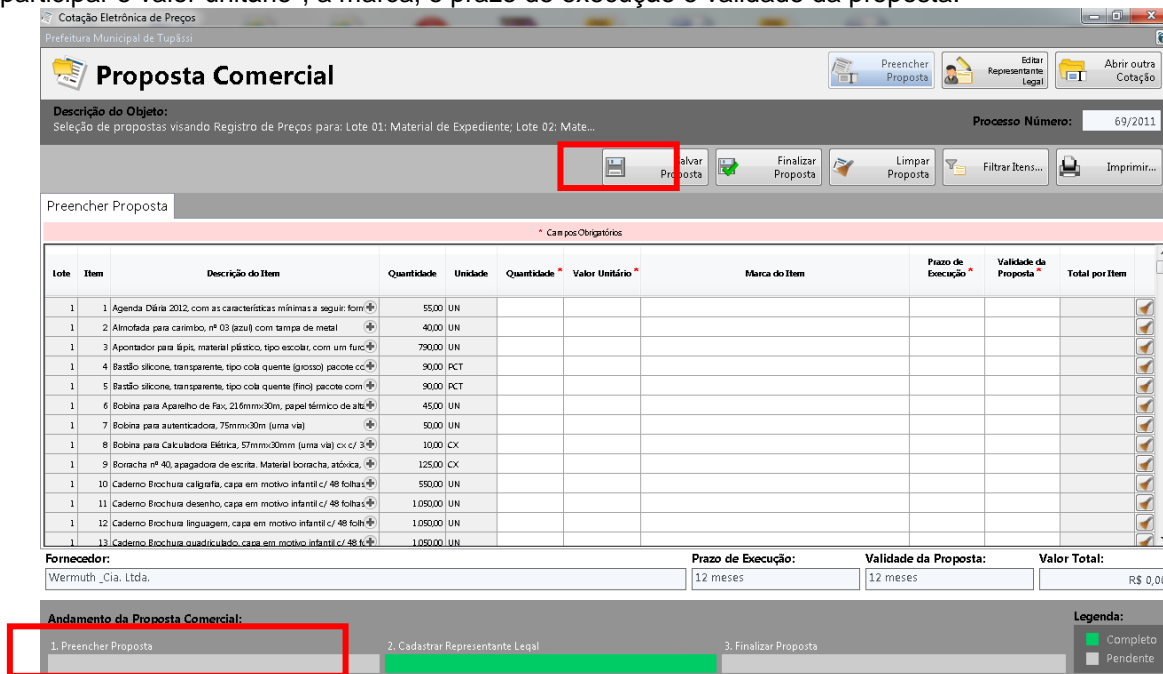 participar o valor unitário , a marca, o prazo de execução e validade da proposta.
Cotação Eletrônica de Preços
Prefeitura Municipal de Tupãssi
Proposta Comercial
Preencher Proposta
Editar Representante Legal
Abrir outra Cotação
Descrição do Objeto:
Seleção de propostas visando Registro de Preços para: Lote 01: Material de Expediente; Lote 02: Mate...
Processo Número: 69/2011
alvar Proposta
Finalizar Proposta
Limpar Proposta
Filtrar Itens...
Imprimir...
Preencher Proposta
* Campos Obrigatórios
Lote Item Descrição do Item Quantidade Unidade Quantidade * Valor Unitário * Marca do Item Prazo de Execução * Validade da Proposta * Total por Item
1 1 Agenda Diária 2012, com as características mínimas a seguir: form 55,00 UN
1 2 Almofada para carimbo, nº 03 (azul) com tampa de metal 40,00 UN
1 3 Apontador para lápis, material plástico, tipo escolar, com um furo 790,00 UN
1 4 Bastão silicone, transparente, tipo cola quente (grosso) pacote co 90,00 PCT
1 5 Bastão silicone, transparente, tipo cola quente (fino) pacote com 90,00 PCT
1 6 Bobina para Aparelho de Fax, 216mmx30m, papel térmico de alta 45,00 UN
1 7 Bobina para autenticadora, 75mmx30m (uma via) 50,00 UN
1 8 Bobina para Calculadora Elétrica, 57mmx30mm (uma via) cx c/ 3 10,00 CX
1 9 Borracha nº 40, apagadora de escrita. Material borracha, atóxica, 125,00 CX
1 10 Caderno Brochura caligrafia, capa em motivo infantil c/ 48 folhas 550,00 UN
1 11 Caderno Brochura desenho, capa em motivo infantil c/ 48 folhas 1.050,00 UN
1 12 Caderno Brochura linguagem, capa em motivo infantil c/ 48 folh 1.050,00 UN
1 13 Caderno Brochura quadriculado, capa em motivo infantil c/ 48 fo 1.050,00 UN
Fornecedor: Prazo de Execução: Validade da Proposta: Valor Total:
Wermuth _Cia. Ltda. 12 meses 12 meses R$ 0,00
Andamento da Proposta Comercial: Legenda:
1. Preencher Proposta 2. Cadastrar Representante Legal 3. Finalizar Proposta Completo
Pendente